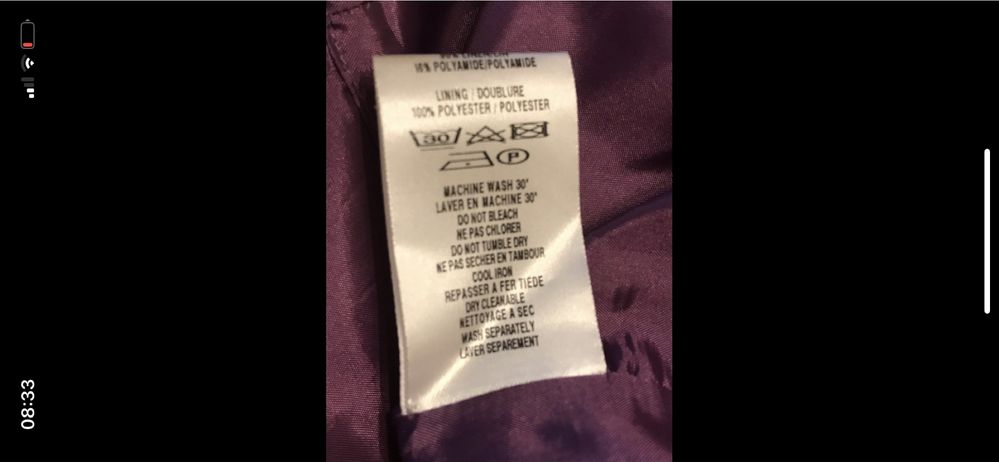 16% POLYAMIDE/POLYAMIDE
LINING / DOUBLURE
100% POLYESTER / POLYESTER
30
P
MACHINE WASH 30°
LAVER EN MACHINE 30°
DO NOT BLEACH
NE PAS CHLORER
DO NOT TUMBLE DRY
NE PAS SECHER EN TAMBOUR
COOL IRON
REPASSER A FER TIEDE
DRY CLEANABLE
NETTOYAGE A SEC
WASH SEPARATELY
LAVER SEPAREMENT
08:33